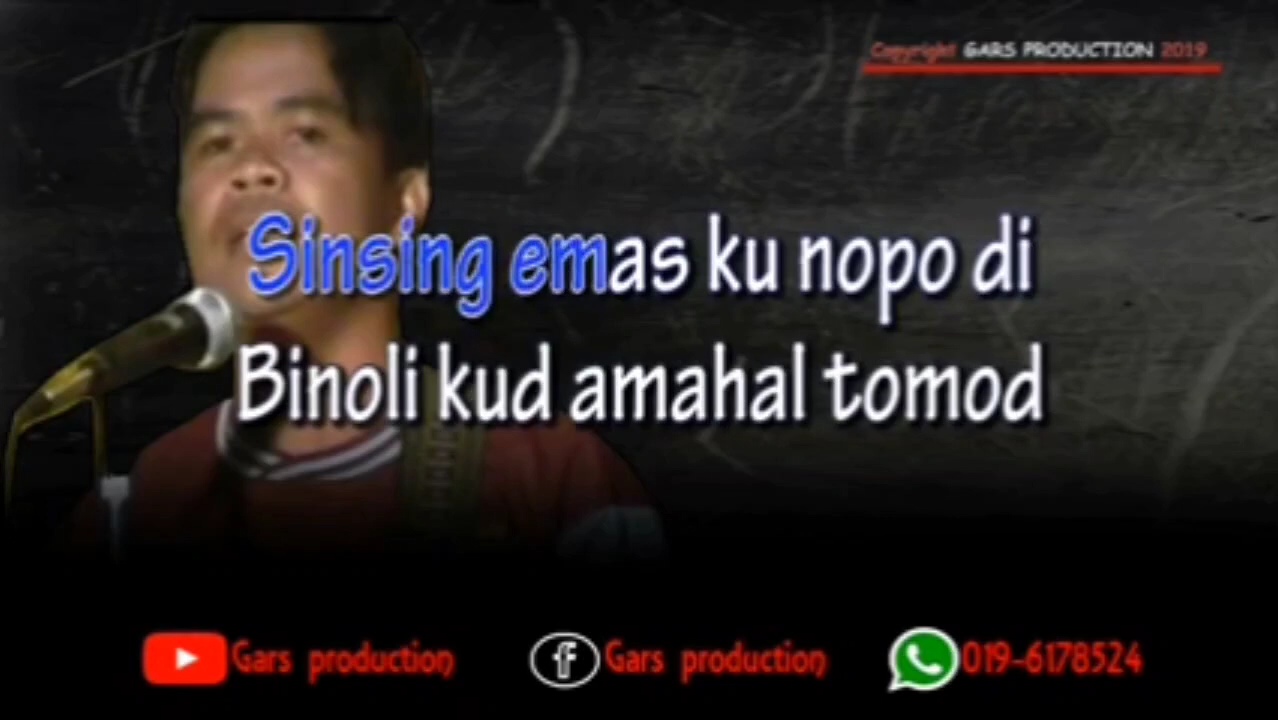 Copyright GARS PRODUCTION 2019
Sinsing emas ku nopo di
Binoli kud amahal tomod
Gars production
Gars production
019-6178524